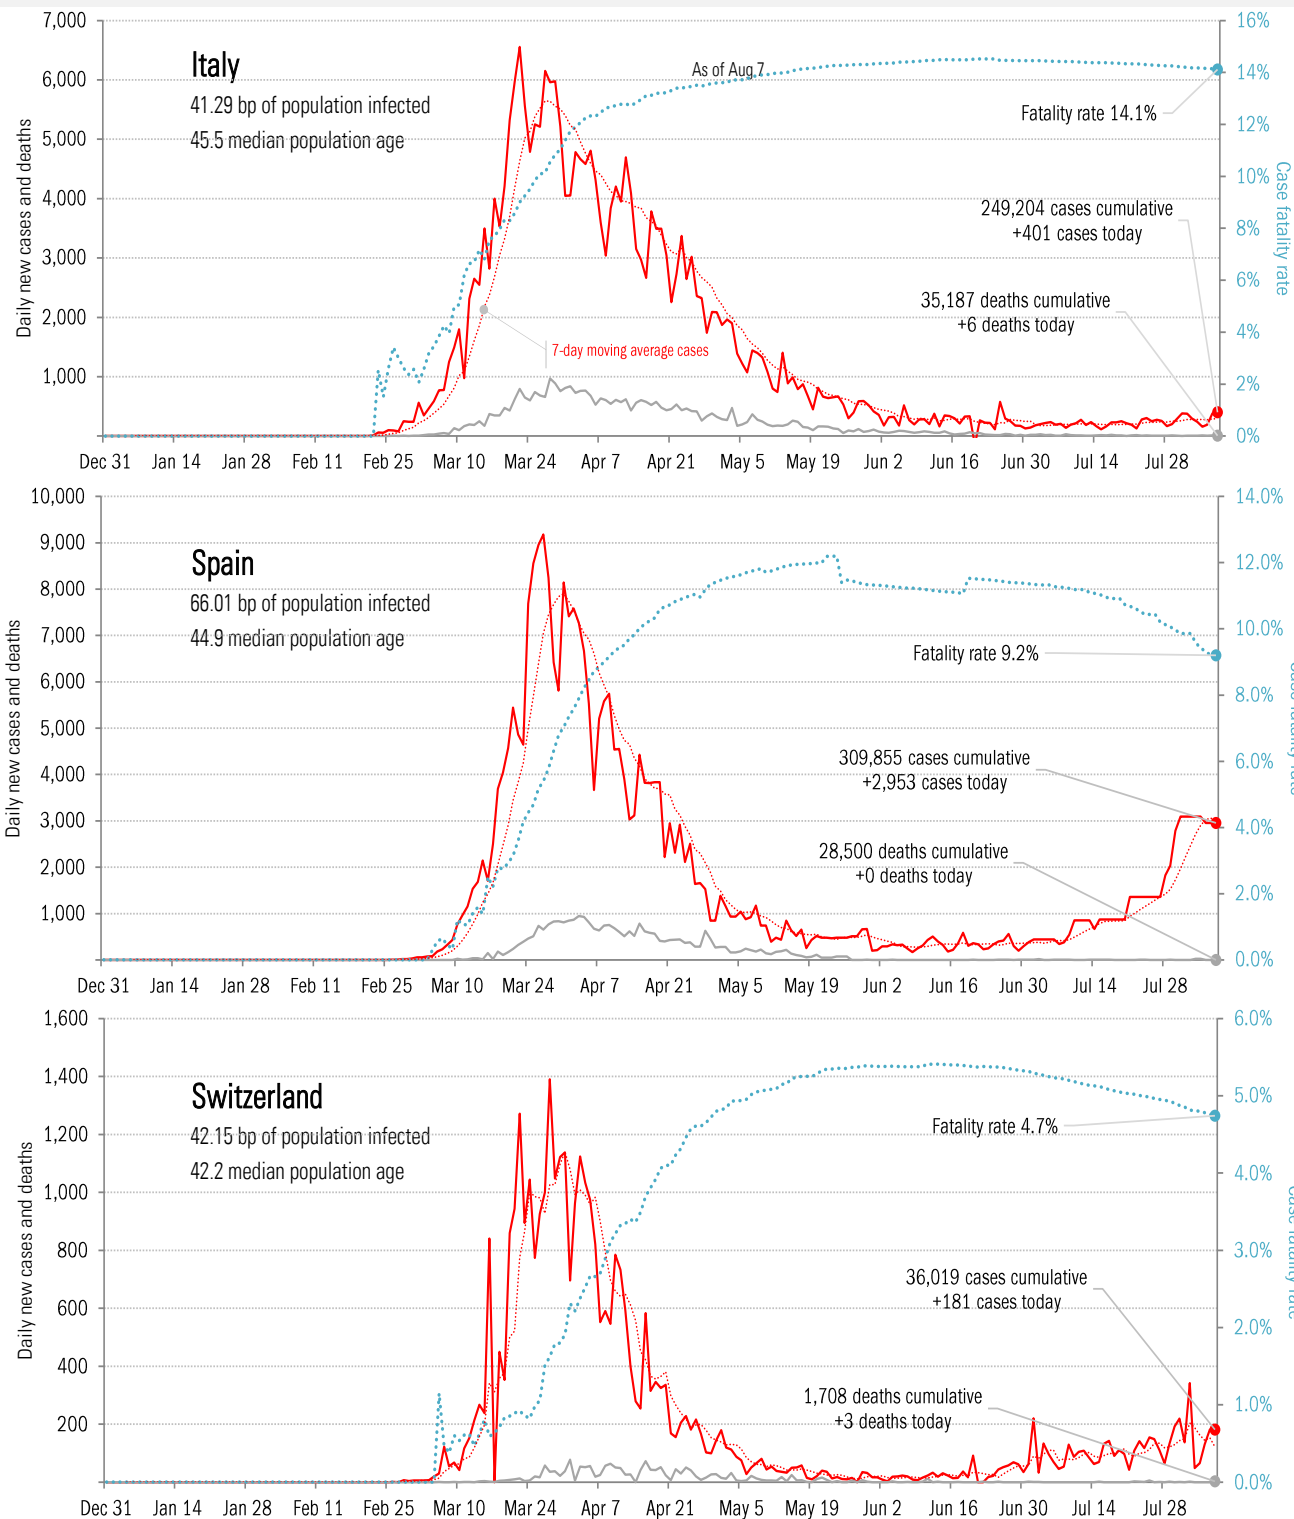 7,000
6,000
5,000
4,000
3,000
2,000
1,000
Daily new cases and deaths
Italy
41.29 bp of population infected
45.5 median population age
As of Aug 7
7-day moving average cases
Fatality rate 14.1%
249,204 cases cumulative
+401 cases today
35,187 deaths cumulative
+6 deaths today
16%
14%
12%
10%
8%
6%
4%
2%
0%
Case fatality rate
Dec 31 Jan 14 Jan 28 Feb 11 Feb 25 Mar 10 Mar 24 Apr 7 Apr 21 May 5 May 19 Jun 2 Jun 16 Jun 30 Jul 14 Jul 28
10,000
9,000
8,000
7,000
6,000
5,000
4,000
3,000
2,000
1,000
Daily new cases and deaths
Spain
66.01 bp of population infected
44.9 median population age
Fatality rate 9.2%
309,855 cases cumulative
+2,953 cases today
28,500 deaths cumulative
+0 deaths today
14.0%
12.0%
10.0%
8.0%
6.0%
4.0%
2.0%
0.0%
Dec 31 Jan 14 Jan 28 Feb 11 Feb 25 Mar 10 Mar 24 Apr 7 Apr 21 May 5 May 19 Jun 2 Jun 16 Jun 30 Jul 14 Jul 28
1,600
1,400
1,200
1,000
800
600
400
200
Daily new cases and deaths
Switzerland
42.15 bp of population infected
42.2 median population age
Fatality rate 4.7%
36,019 cases cumulative
+181 cases today
1,708 deaths cumulative
+3 deaths today
6.0%
5.0%
4.0%
3.0%
2.0%
1.0%
0.0%
Dec 31 Jan 14 Jan 28 Feb 11 Feb 25 Mar 10 Mar 24 Apr 7 Apr 21 May 5 May 19 Jun 2 Jun 16 Jun 30 Jul 14 Jul 28